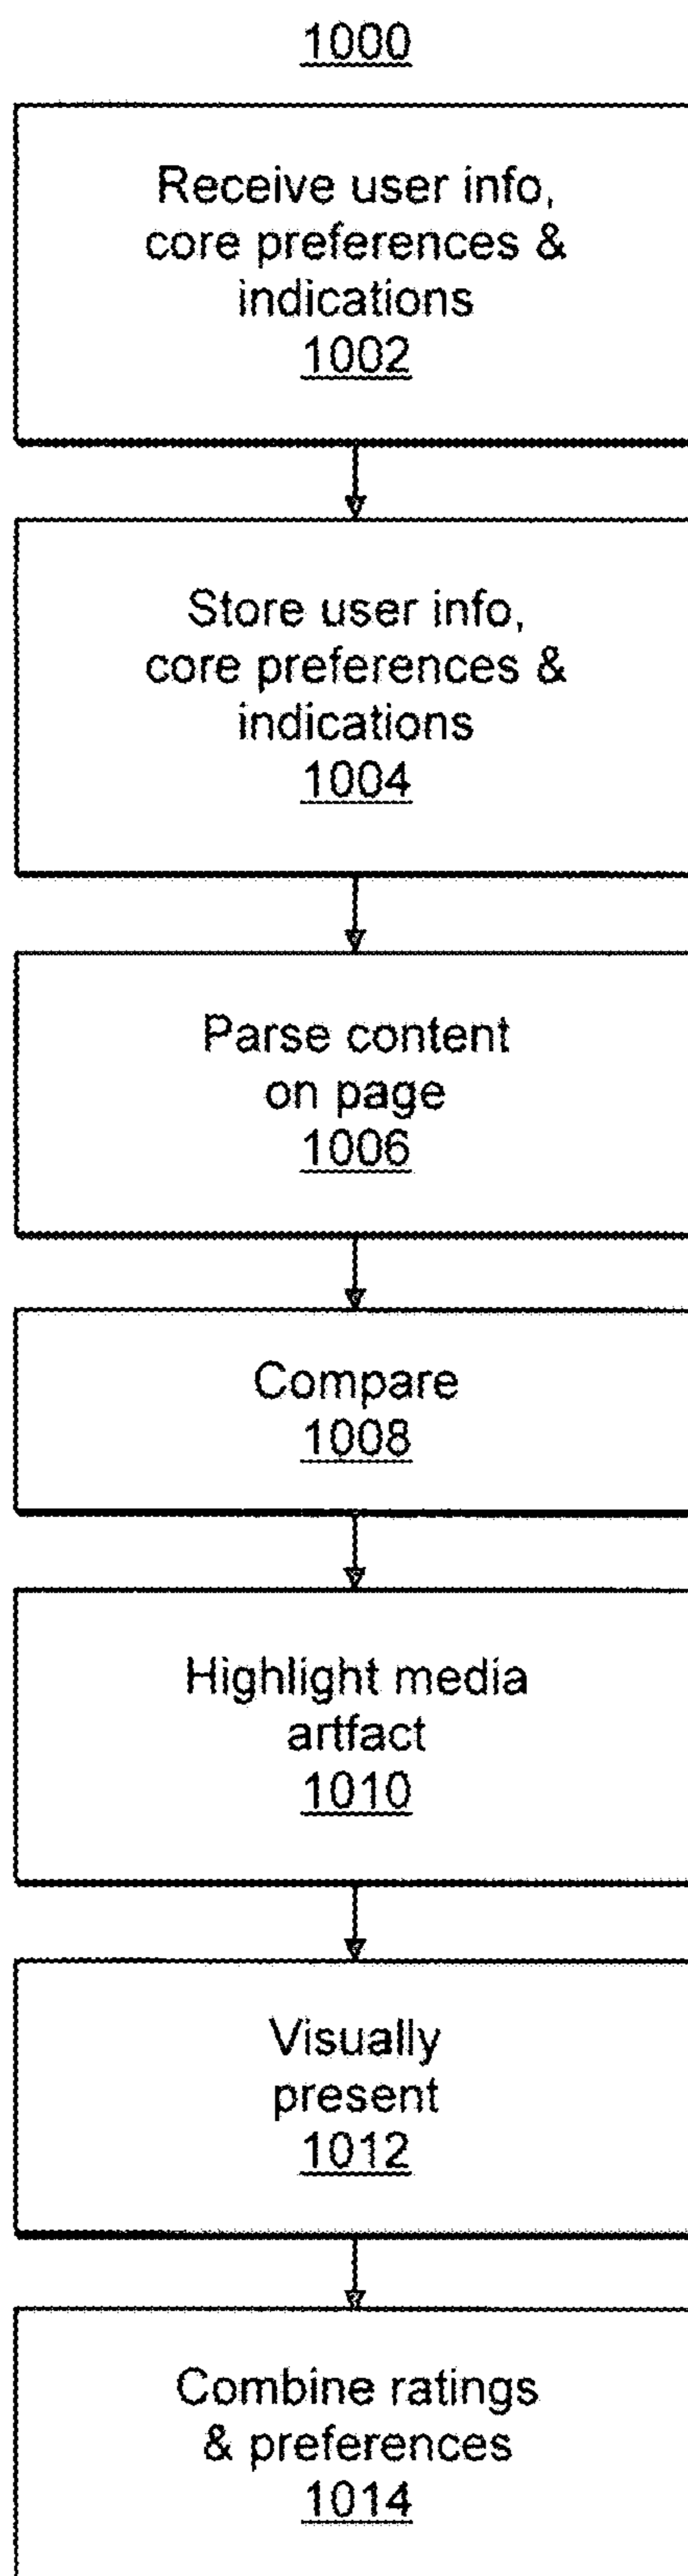 1000
Receive user info,
core preferences &
indications
1002
Store user info,
core preferences &
indications
1004
Parse content
on page
1006
Compare
1008
Highlight media
artfact
1010
Visually
present
1012
Combine ratings
& preferences
1014